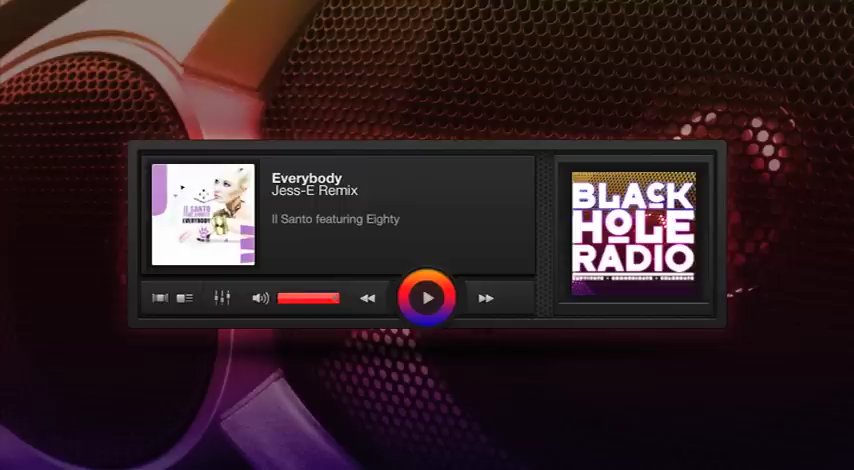 Everybody
Jess-E Remix
Il Santo featuring Eighty
IL SANTO
EVERYBODY
BLACK
HOLE
RADIO